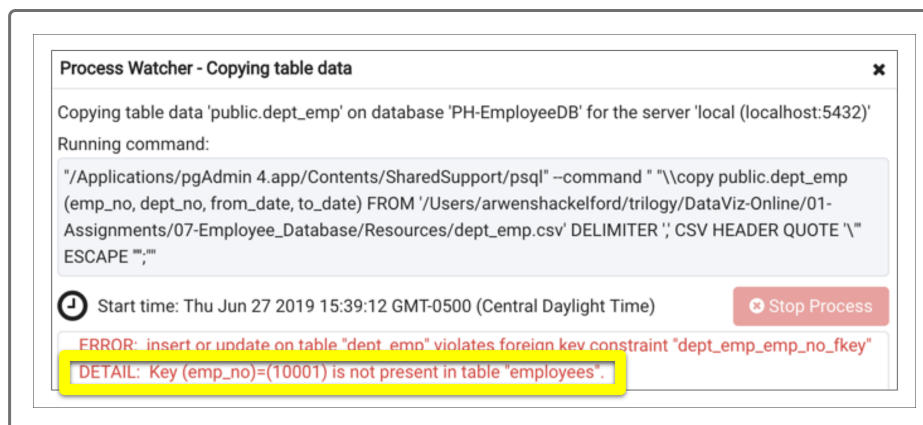 Process Watcher - Copying table data
Copying table data 'public.dept_emp' on database 'PH-EmployeeDB' for the server 'local (localhost:5432)'
Running command:
"/Applications/pgAdmin 4.app/Contents/SharedSupport/psql" --command " "\\copy public.dept_emp
(emp_no, dept_no, from_date, to_date) FROM '/Users/arwenshackelford/trilogy/DataViz-Online/01-
Assignments/07-Employee_Database/Resources/dept_emp.csv' DELIMITER ',' CSV HEADER QUOTE '\"'
ESCAPE '"';""
Start time: Thu Jun 27 2019 15:39:12 GMT-0500 (Central Daylight Time)
Stop Process
ERROR: insert or update on table "dept_emp" violates foreign key constraint "dept_emp_emp_no_fkey"
DETAIL: Key (emp_no)=(10001) is not present in table "employees".